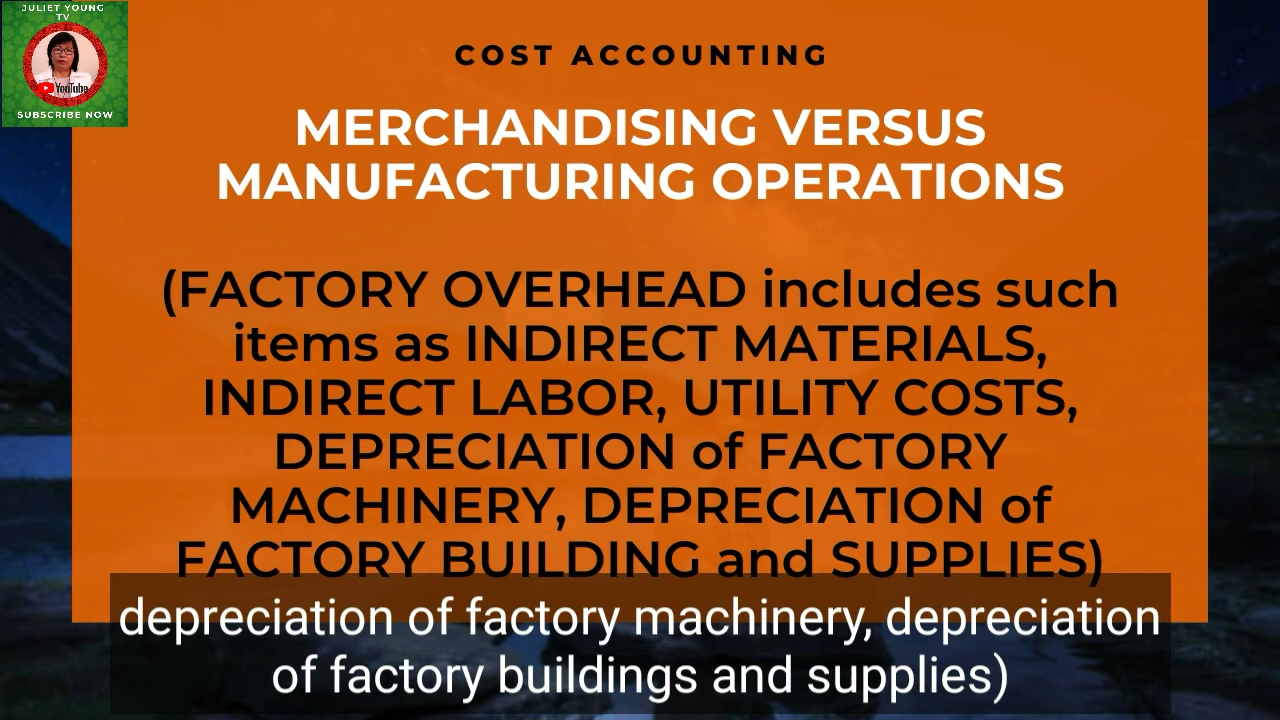 JULIET YOUNG
TV
YouTube
SUBSCRIBE NOW
COST ACCOUNTING
MERCHANDISING VERSUS
MANUFACTURING OPERATIONS
(FACTORY OVERHEAD includes such
items as INDIRECT MATERIALS,
INDIRECT LABOR, UTILITY COSTS,
DEPRECIATION of FACTORY
MACHINERY, DEPRECIATION of
FACTORY BUILDING and SUPPLIES)
depreciation of factory machinery, depreciation
of factory buildings and supplies)